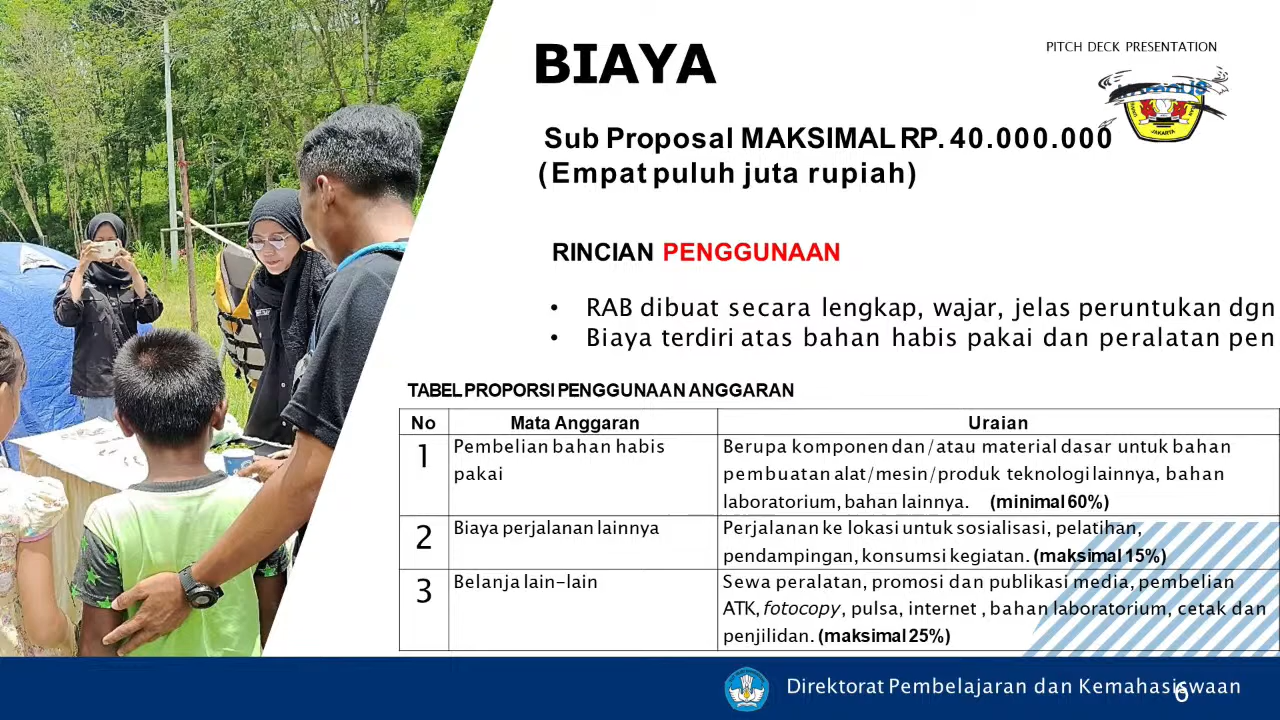 PITCH DECK PRESENTATION
BIAYA
JAKARTA
Sub Proposal MAKSIMAL RP. 40.000.000
(Empat puluh juta rupiah)
RINCIAN PENGGUNAAN
• RAB dibuat secara lengkap, wajar, jelas peruntukan dgn
• Biaya terdiri atas bahan habis pakai dan peralatan pen
TABEL PROPORSI PENGGUNAAN ANGGARAN
No Mata Anggaran Uraian
1 Pembelian bahan habis pakai
Berupa komponen dan/atau material dasar untuk bahan
pembuatan alat/mesin/produk teknologi lainnya, bahan
laboratorium, bahan lainnya. (minimal 60%)
2 Biaya perjalanan lainnya
Perjalanan ke lokasi untuk sosialisasi, pelatihan,
pendampingan, konsumsi kegiatan. (maksimal 15%)
3 Belanja lain-lain
Sewa peralatan, promosi dan publikasi media, pembelian
ATK, fotocopy, pulsa, internet , bahan laboratorium, cetak dan
penjilidan. (maksimal 25%)
Direktorat Pembelajaran dan Kemahasiswaan
6